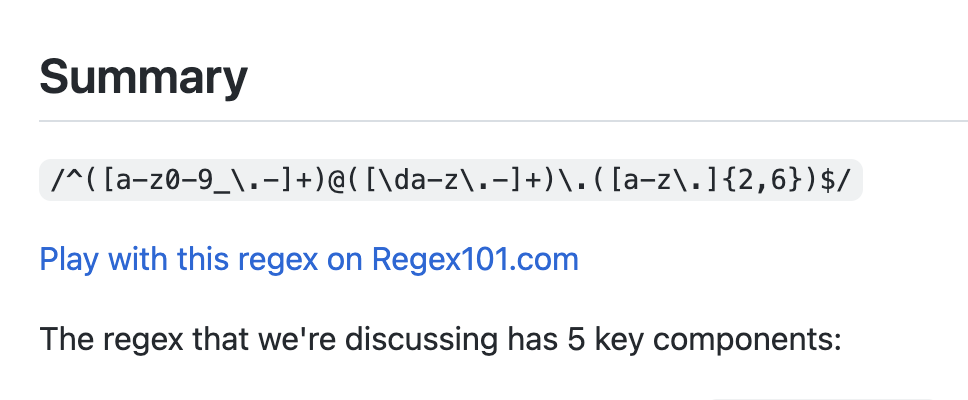 Summary
/^([a-z0-9_\.-]+)@([\da-z\.-]+)\.([a-z\.]{2,6})$/
Play with this regex on Regex101.com
The regex that we're discussing has 5 key components: